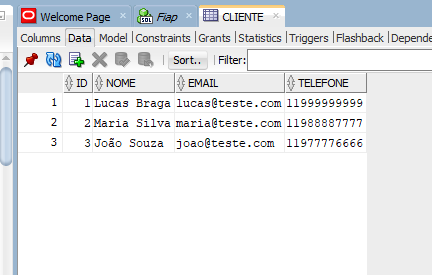 Welcome Page Fiap CLIENTE
Columns Data Model Constraints Grants Statistics Triggers Flashback Depende
Sort.. Filter:
ID NOME EMAIL TELEFONE
1 1 Lucas Braga lucas@teste.com 11999999999
2 2 Maria Silva maria@teste.com 11988887777
3 3 João Souza joao@teste.com 11977776666